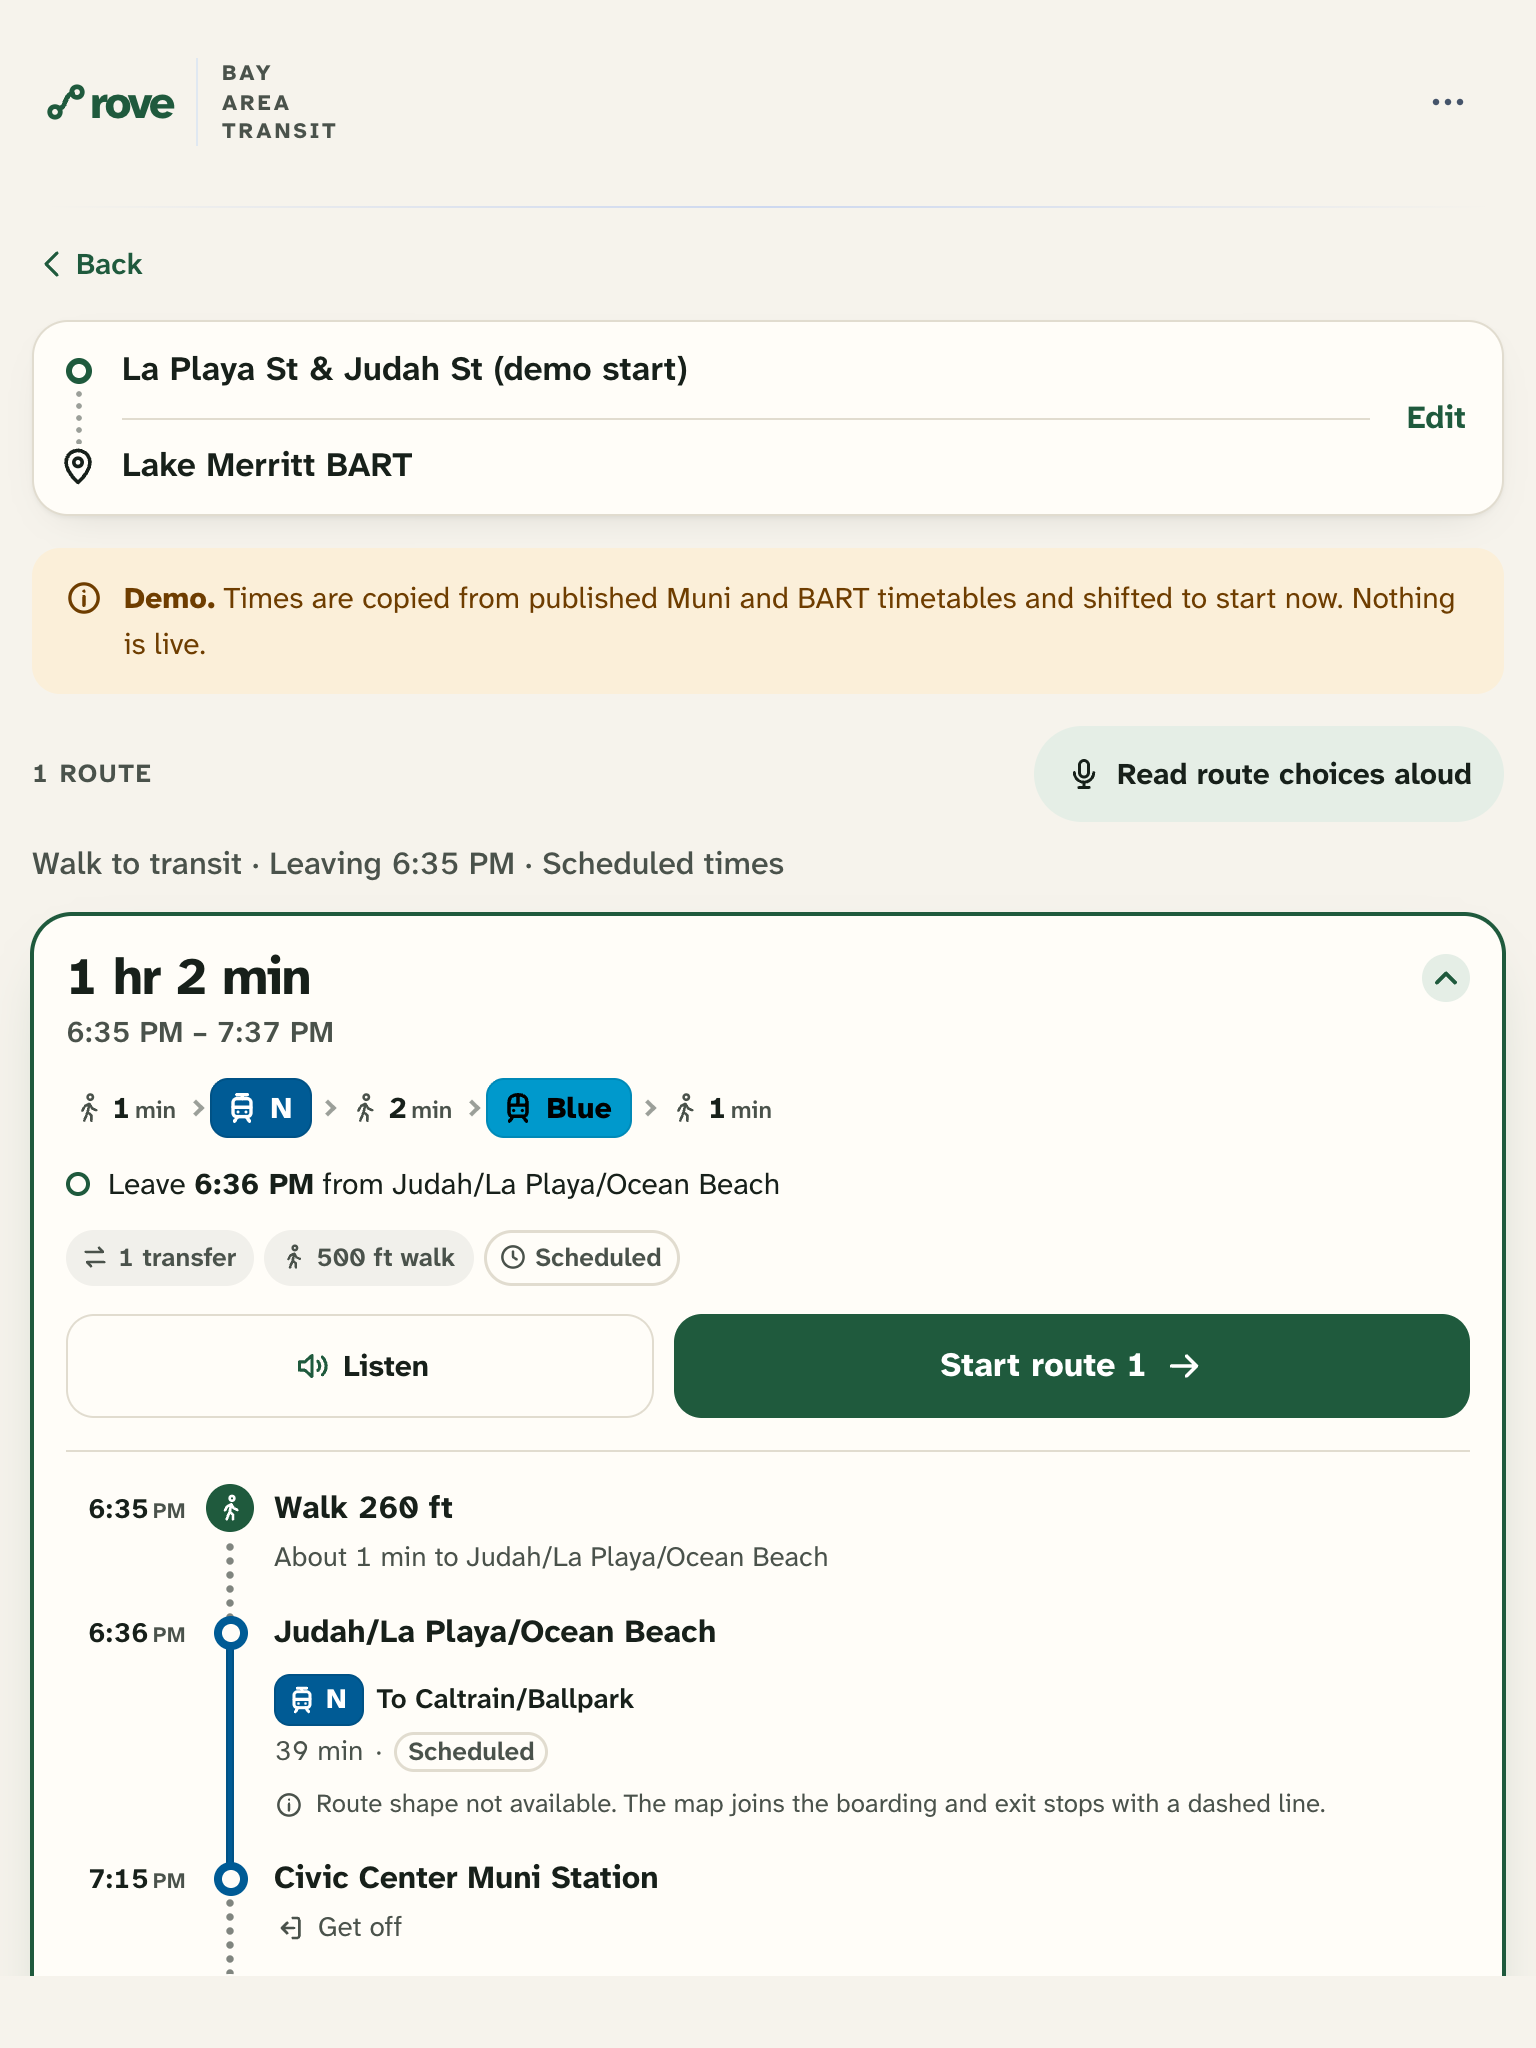 rove
BAY
AREA
TRANSIT
Back
La Playa St & Judah St (demo start)
Edit
Lake Merritt BART
Demo. Times are copied from published Muni and BART timetables and shifted to start now. Nothing
is live.
1 ROUTE
Read route choices aloud
Walk to transit · Leaving 6:35 PM · Scheduled times
1 hr 2 min
6:35 PM – 7:37 PM
1 min > N > 2 min > Blue > 1 min
Leave 6:36 PM from Judah/La Playa/Ocean Beach
1 transfer 500 ft walk Scheduled
Listen
Start route 1 →
6:35 PM Walk 260 ft
About 1 min to Judah/La Playa/Ocean Beach
6:36 PM Judah/La Playa/Ocean Beach
N To Caltrain/Ballpark
39 min · Scheduled
Route shape not available. The map joins the boarding and exit stops with a dashed line.
7:15 PM Civic Center Muni Station
Get off